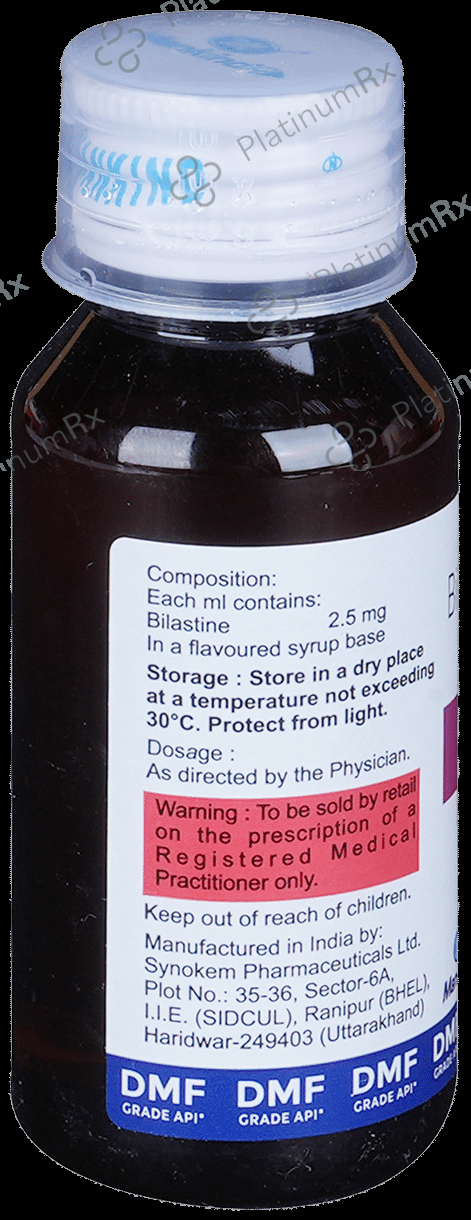 PlatinumRx
MANKIND
PlatinumRx
PlatinumRx
PlatinumRx
PlatinumRx
Composition:
Each ml contains:
Bilastine 2.5 mg
In a flavoured syrup base
Storage : Store in a dry place
at a temperature not exceeding
30°C. Protect from light.
Dosage :
As directed by the Physician.
Warning : To be sold by retail
on the prescription of a
Registered Medical
Practitioner only.
Keep out of reach of children.
Manufactured in India by:
Synokem Pharmaceuticals Ltd.
Plot No.: 35-36, Sector-6A,
I.I.E. (SIDCUL), Ranipur (BHEL),
Haridwar-249403 (Uttarakhand)
DMF DMF DMF
GRADE API* GRADE API* GRADE API*